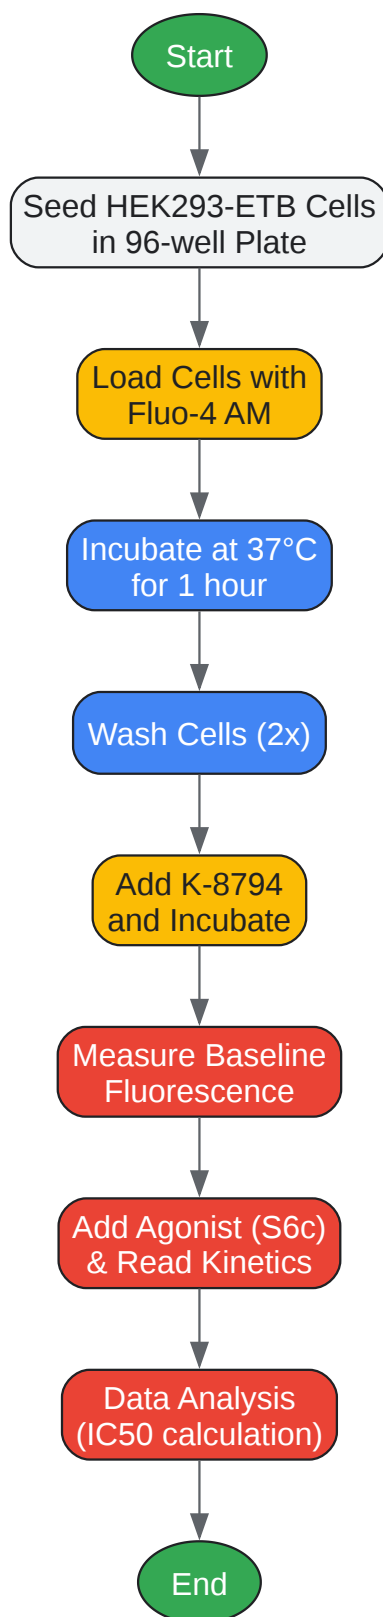 Start
Seed HEK293-ETB Cells
in 96-well Plate
Load Cells with
Fluo-4 AM
Incubate at 37°C
for 1 hour
Wash Cells (2x)
Add K-8794
and Incubate
Measure Baseline
Fluorescence
Add Agonist (S6c)
& Read Kinetics
Data Analysis
(IC50 calculation)
End